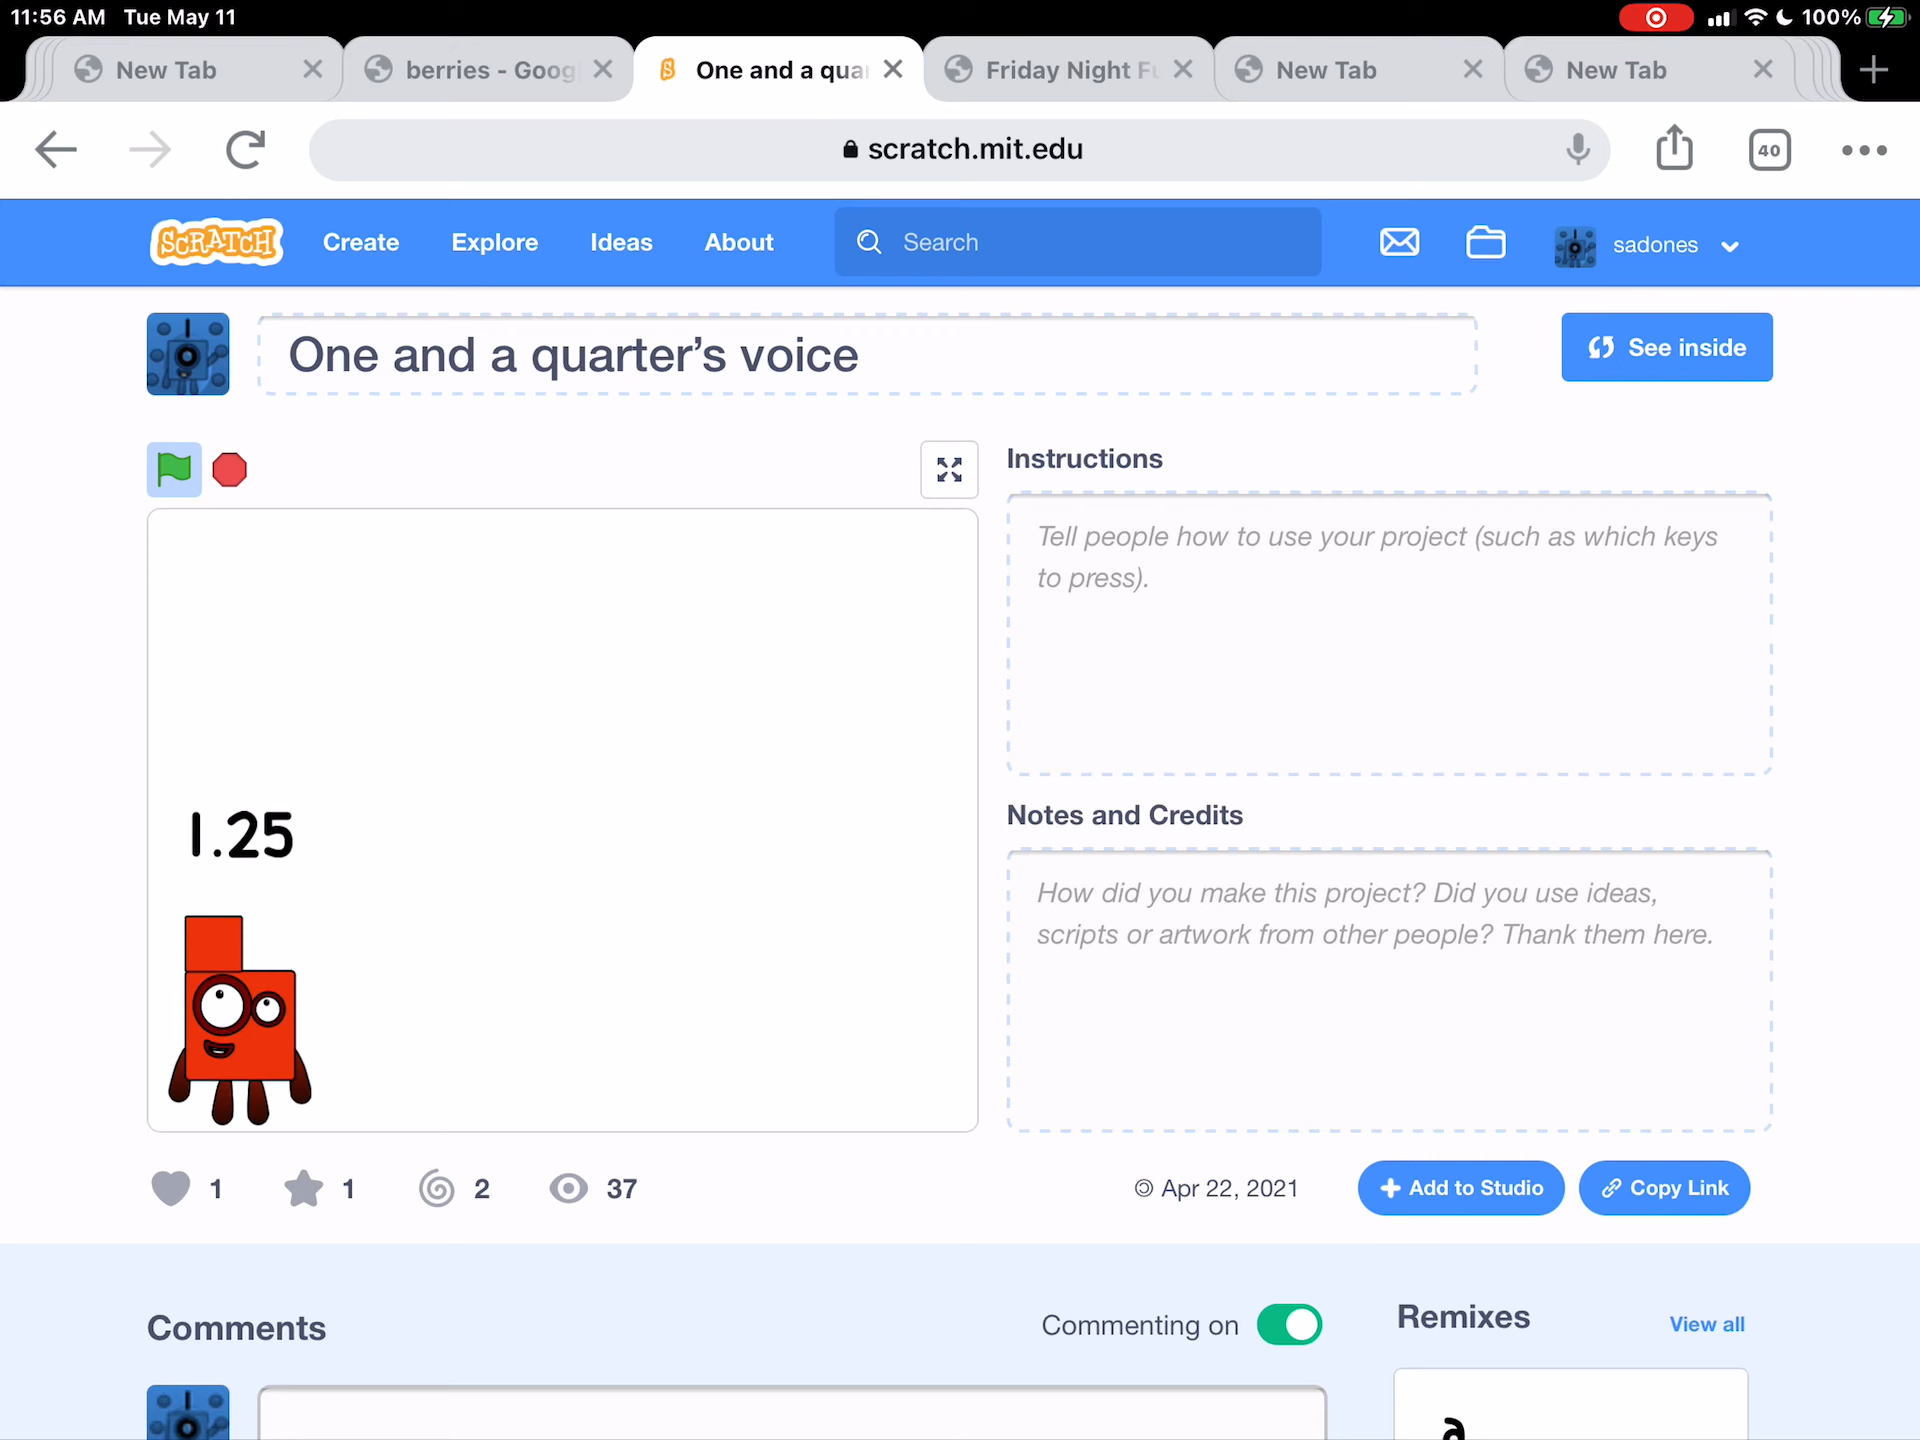 11:56 AM Tue May 11
100%
New Tab
berries - Goog
One and a qua
Friday Night Fu
New Tab
New Tab
scratch.mit.edu
40
SCRATCH
Create
Explore
Ideas
About
Search
sadones
One and a quarter's voice
See inside
Instructions
Tell people how to use your project (such as which keys
to press).
1.25
Notes and Credits
How did you make this project? Did you use ideas,
scripts or artwork from other people? Thank them here.
1
1
2
37
Apr 22, 2021
Add to Studio
Copy Link
Comments
Commenting on
Remixes
View all